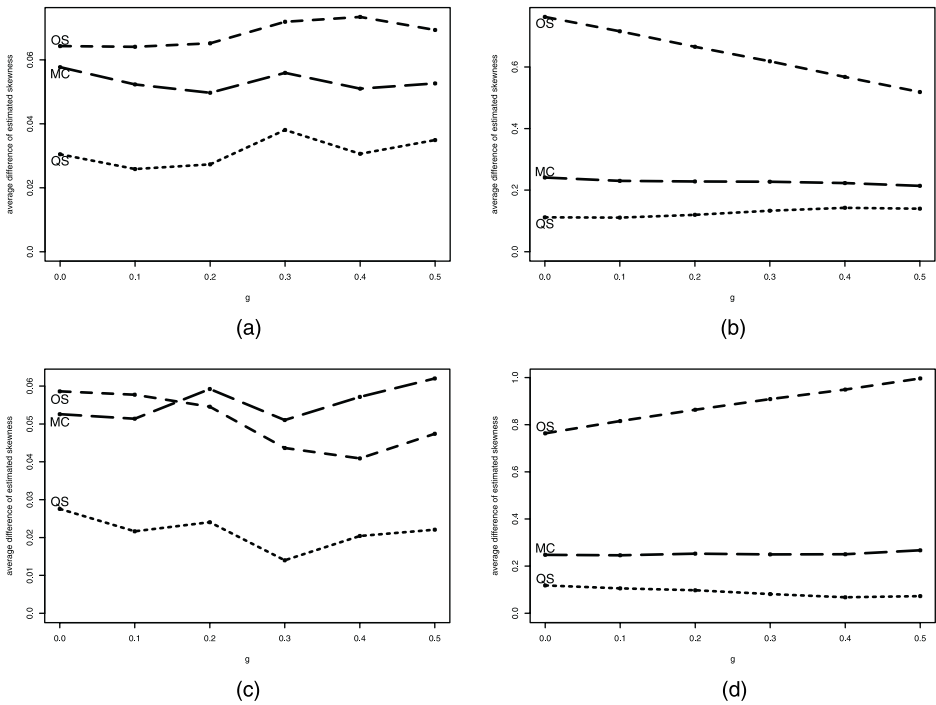 average difference of estimated skewness
0.06
0.04
0.02
0.0
OS
MC
QS
0.0 0.1 0.2 0.3 0.4 0.5
g
(a)
average difference of estimated skewness
0.6
0.4
0.2
0.0
OS
MC
QS
0.0 0.1 0.2 0.3 0.4 0.5
g
(b)
average difference of estimated skewness
0.06
0.05
0.04
0.03
0.02
0.01
0.0
OS
MC
QS
0.0 0.1 0.2 0.3 0.4 0.5
g
(c)
average difference of estimated skewness
1.0
0.8
0.6
0.4
0.2
0.0
OS
MC
QS
0.0 0.1 0.2 0.3 0.4 0.5
g
(d)